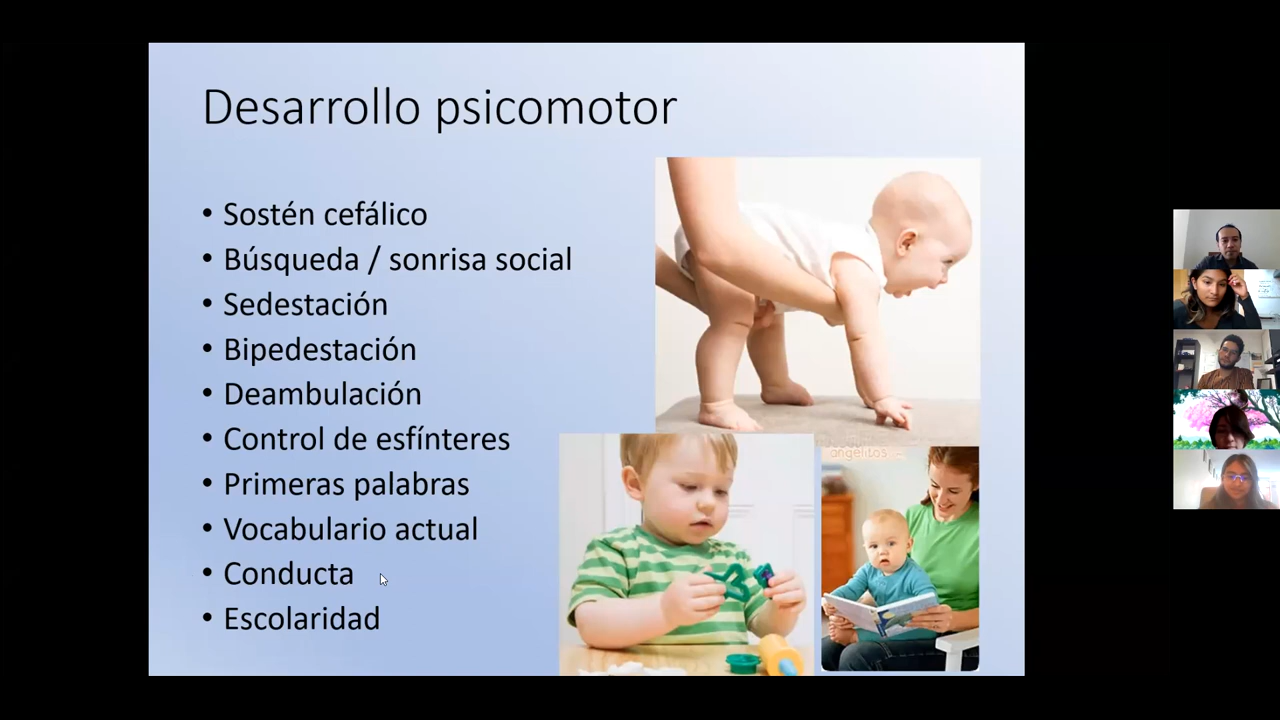 Desarrollo psicomotor
• Sostén cefálico
• Búsqueda / sonrisa social
• Sedestación
• Bipedestación
• Deambulación
• Control de esfínteres
• Primeras palabras
• Vocabulario actual
• Conducta
• Escolaridad
angelitos